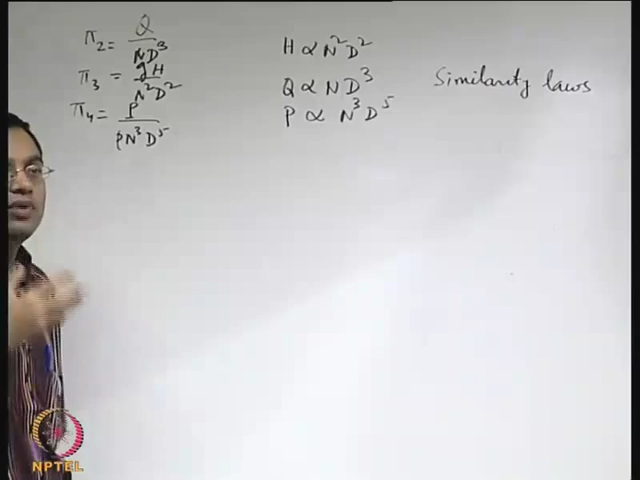 π₂ = Q / ND³
π₃ = gH / N²D²
π₄ = P / ρN³D⁵
H ∝ N²D²
Q ∝ ND³
P ∝ N³D⁵
Similarity laws
NPTEL